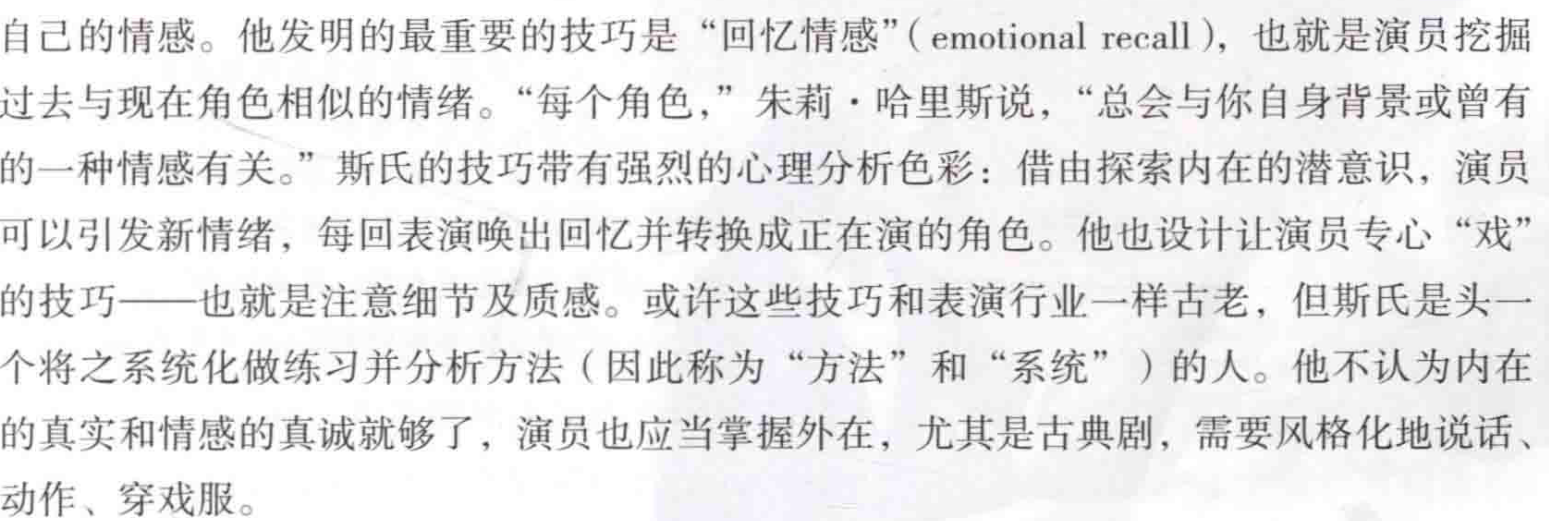 自己的情感。他发明的最重要的技巧是“回忆情感”（emotional recall），也就是演员挖掘
过去与现在角色相似的情绪。“每个角色，”朱莉·哈里斯说，“总会与你自身背景或曾有
的一种情感有关。”斯氏的技巧带有强烈的心理分析色彩：借由探索内在的潜意识，演员
可以引发新情绪，每回表演唤出回忆并转换成正在演的角色。他也设计让演员专心“戏”
的技巧——也就是注意细节及质感。或许这些技巧和表演行业一样古老，但斯氏是头一
个将之系统化做练习并分析方法（因此称为“方法”和“系统”）的人。他不认为内在
的真实和情感的真诚就够了，演员也应当掌握外在，尤其是古典剧，需要风格化地说话、
动作、穿戏服。